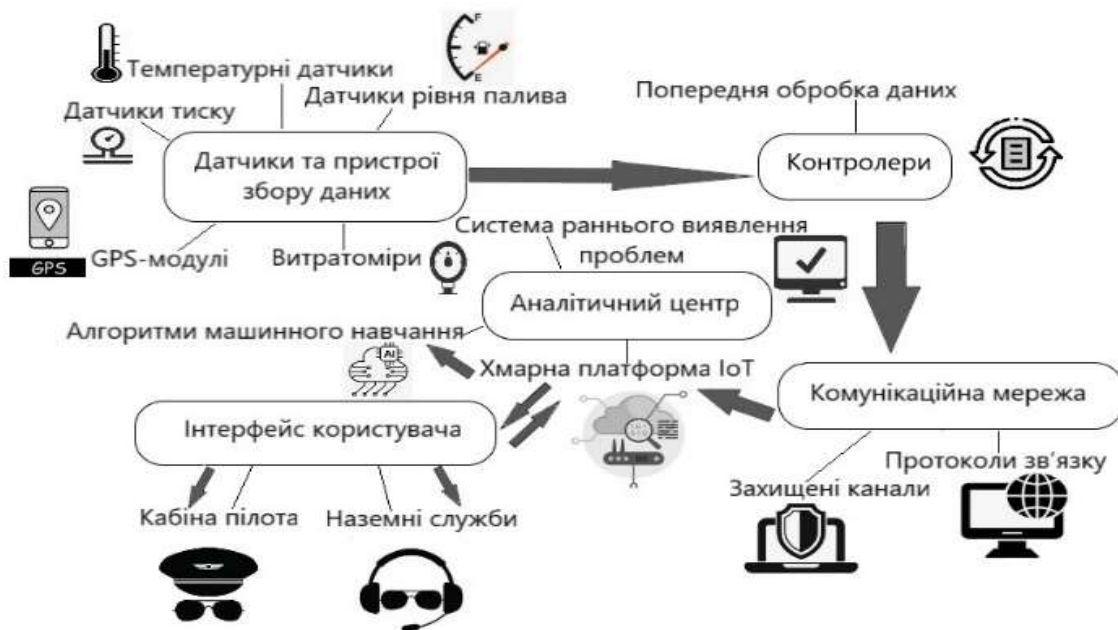 Температурні датчики
F
E
Датчики рівня палива
Датчики тиску
Датчики та пристрої
збору даних
GPS
GPS-модулі
Витратоміри
Попередня обробка даних
Контролери
Система раннього виявлення
проблем
Аналітичний центр
Алгоритми машинного навчання
AI
Хмарна платформа IoT
Комунікаційна мережа
Інтерфейс користувача
Захищені канали
Протоколи зв’язку
Кабіна пілота
Наземні служби